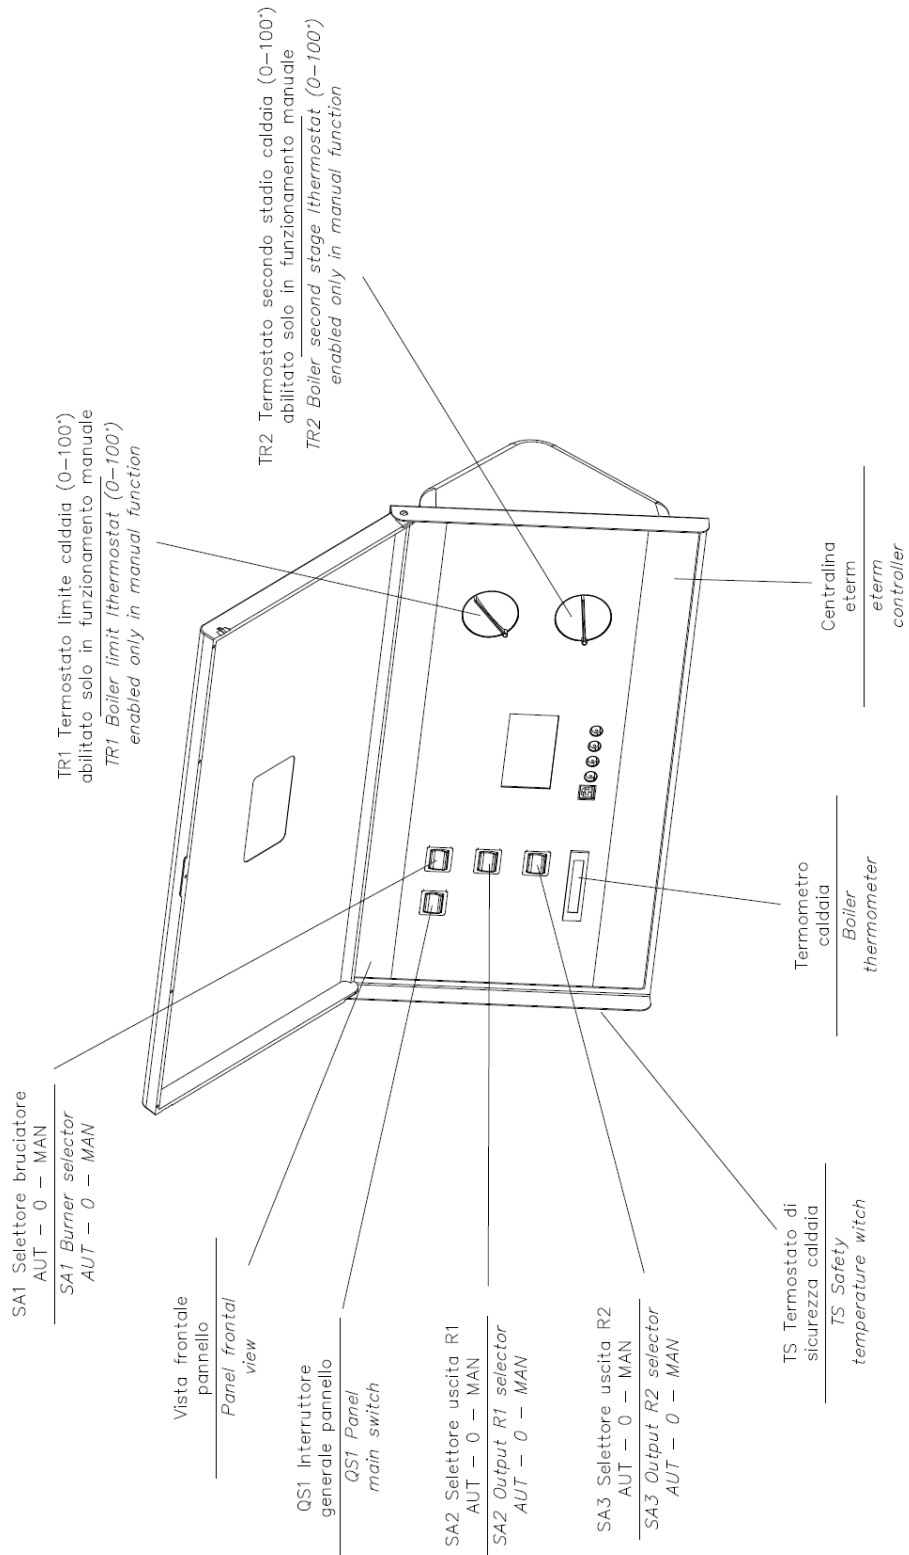 SA1 Selettore bruciatore
AUT – 0 – MAN
SA1 Burner selector
AUT – 0 – MAN
Vista frontale
pannello
Panel frontal
view
QS1 Interruttore
generale pannello
QS1 Panel
main switch
SA2 Selettore uscita R1
AUT – 0 – MAN
SA2 Output R1 selector
AUT – 0 – MAN
SA3 Selettore uscita R2
AUT – 0 – MAN
SA3 Output R2 selector
AUT – 0 – MAN
TS Termostato di
sicurezza caldaia
TS Safety
temperature witch
TR1 Termostato limite caldaia (0–100°)
abilitato solo in funzionamento manuale
TR1 Boiler limit lthermostat (0–100°)
enabled only in manual function
TR2 Termostato secondo stadio caldaia (0–100°)
abilitato solo in funzionamento manuale
TR2 Boiler second stage lthermostat (0–100°)
enabled only in manual function
Termometro
caldaia
Boiler
thermometer
Centralina
eterm
eterm
controller